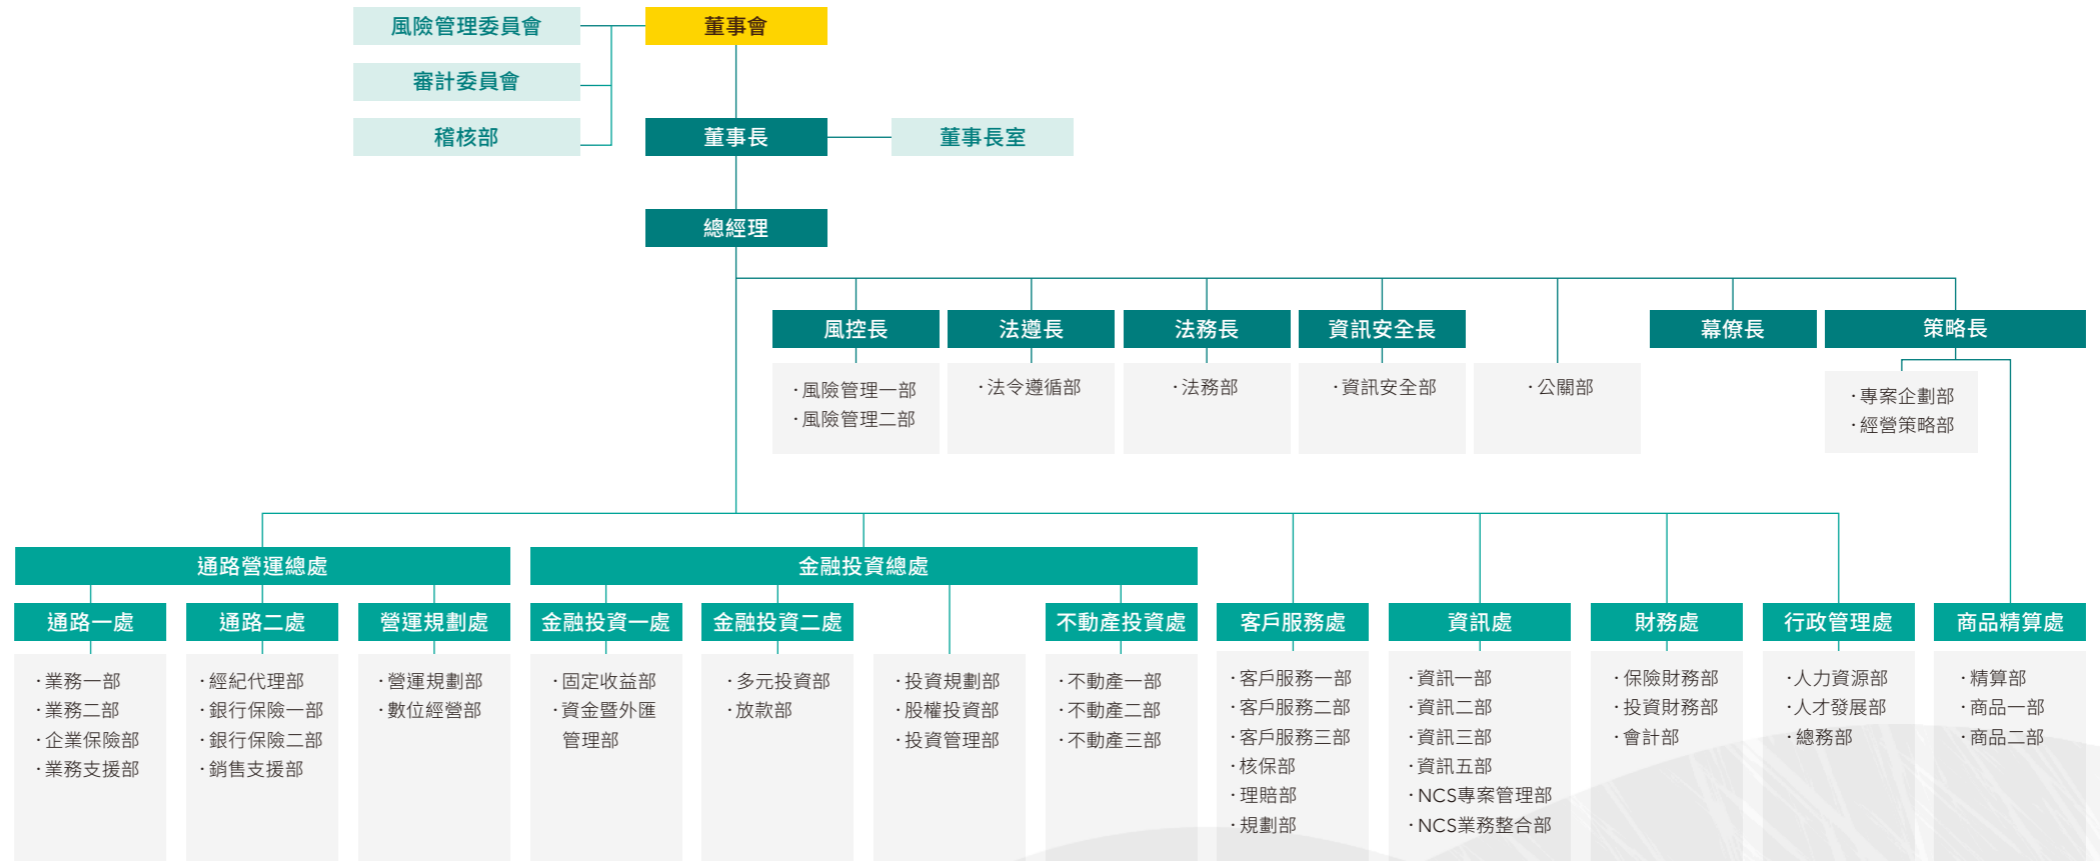 風險管理委員會
董事會
審計委員會
稽核部
董事長
董事長室
總經理
風控長
法遵長
法務長
資訊安全長
幕僚長
策略長
·風險管理一部
·風險管理二部
·法令遵循部
·法務部
·資訊安全部
·公關部
·專案企劃部
·經營策略部
通路營運總處
金融投資總處
通路一處
通路二處
營運規劃處
金融投資一處
金融投資二處
不動產投資處
客戶服務處
資訊處
財務處
行政管理處
商品精算處
·業務一部
·業務二部
·企業保險部
·業務支援部
·經紀代理部
·銀行保險一部
·銀行保險二部
·銷售支援部
·營運規劃部
·數位經營部
·固定收益部
·資金暨外匯
管理部
·多元投資部
·放款部
·投資規劃部
·股權投資部
·投資管理部
·不動產一部
·不動產二部
·不動產三部
·客戶服務一部
·客戶服務二部
·客戶服務三部
·核保部
·理賠部
·規劃部
·資訊一部
·資訊二部
·資訊三部
·資訊五部
·NCS專案管理部
·NCS業務整合部
·保險財務部
·投資財務部
·會計部
·人力資源部
·人才發展部
·總務部
·精算部
·商品一部
·商品二部